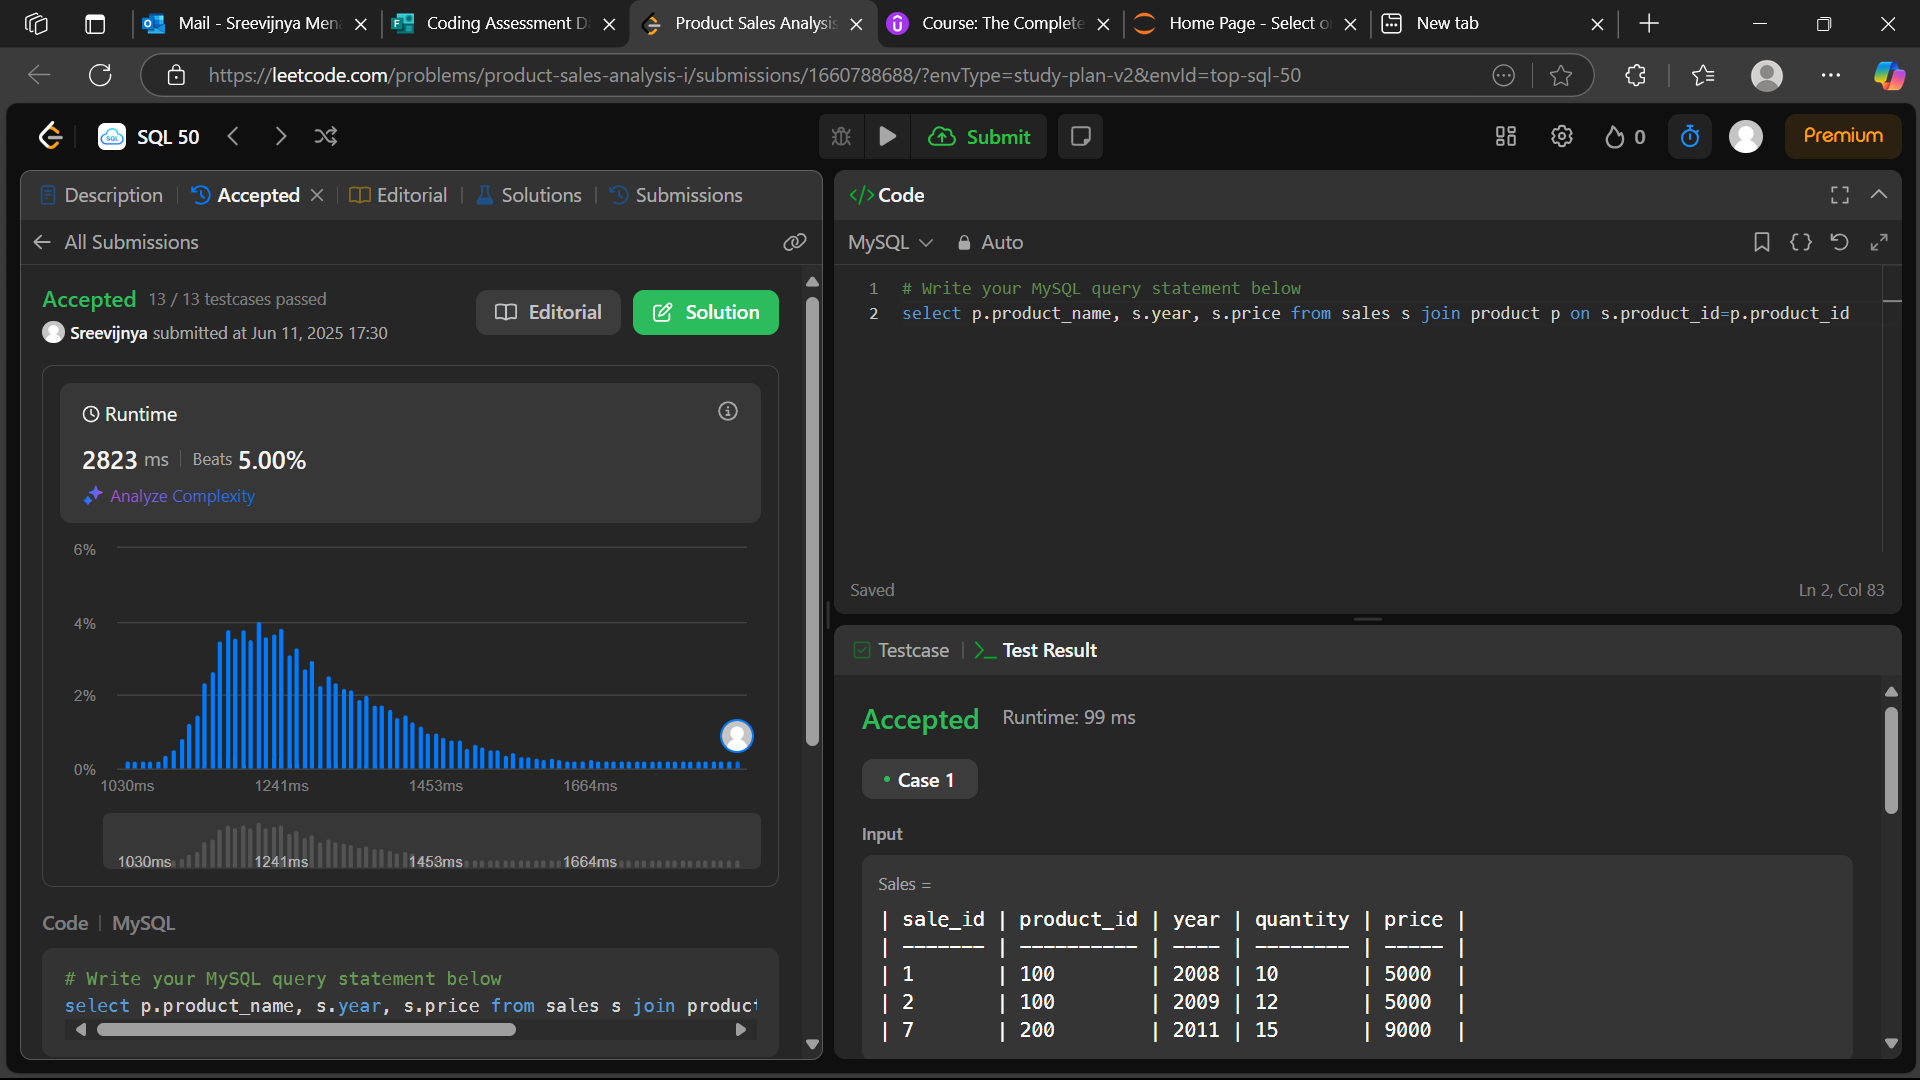 Mail - Sreevijnya Men
Coding Assessment D
Product Sales Analysis
Course: The Complete
Home Page - Select o
New tab
https://leetcode.com/problems/product-sales-analysis-i/submissions/1660788688/?envType=study-plan-v2&envId=top-sql-50
SQL 50
Submit
0
Premium
Description
Accepted
Editorial
Solutions
Submissions
All Submissions
Accepted 13 / 13 testcases passed
Sreevijnya submitted at Jun 11, 2025 17:30
Editorial
Solution
Runtime
2823 ms | Beats 5.00%
Analyze Complexity
6%
4%
2%
0%
1030ms 1241ms 1453ms 1664ms
1030ms 1241ms 1453ms 1664ms
Code | MySQL
# Write your MySQL query statement below
select p.product_name, s.year, s.price from sales s join product
</> Code
MySQL
Auto
1 # Write your MySQL query statement below
2 select p.product_name, s.year, s.price from sales s join product p on s.product_id=p.product_id
Saved
Ln 2, Col 83
Testcase
Test Result
Accepted Runtime: 99 ms
Case 1
Input
Sales =
| sale_id | product_id | year | quantity | price |
| ------- | ---------- | ---- | -------- | ----- |
| 1 | 100 | 2008 | 10 | 5000 |
| 2 | 100 | 2009 | 12 | 5000 |
| 7 | 200 | 2011 | 15 | 9000 |